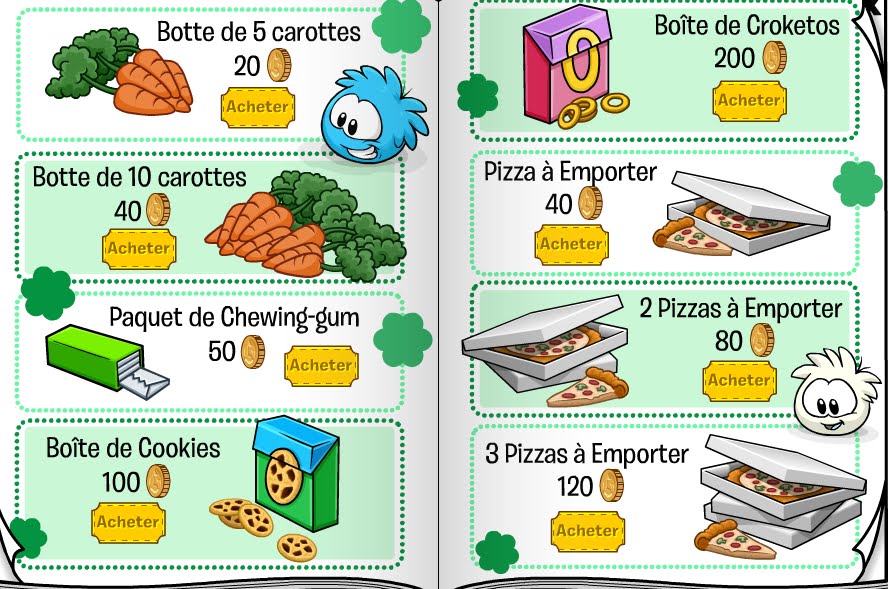 Botte de 5 carottes
20
Acheter
Botte de 10 carottes
40
Acheter
Paquet de Chewing-gum
50
Acheter
Boîte de Cookies
100
Acheter
Boîte de Croketos
200
Acheter
Pizza à Emporter
40
Acheter
2 Pizzas à Emporter
80
Acheter
3 Pizzas à Emporter
120
Acheter